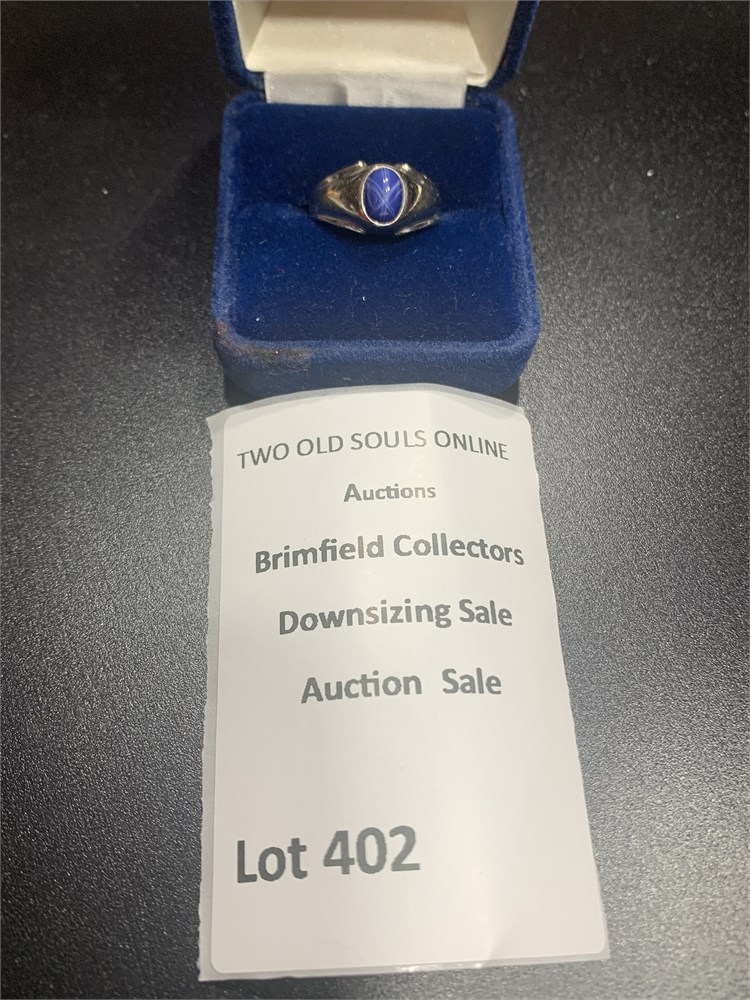 TWO OLD SOULS ONLINE
Auctions
Brimfield Collectors
Downsizing Sale
Auction Sale
Lot 402